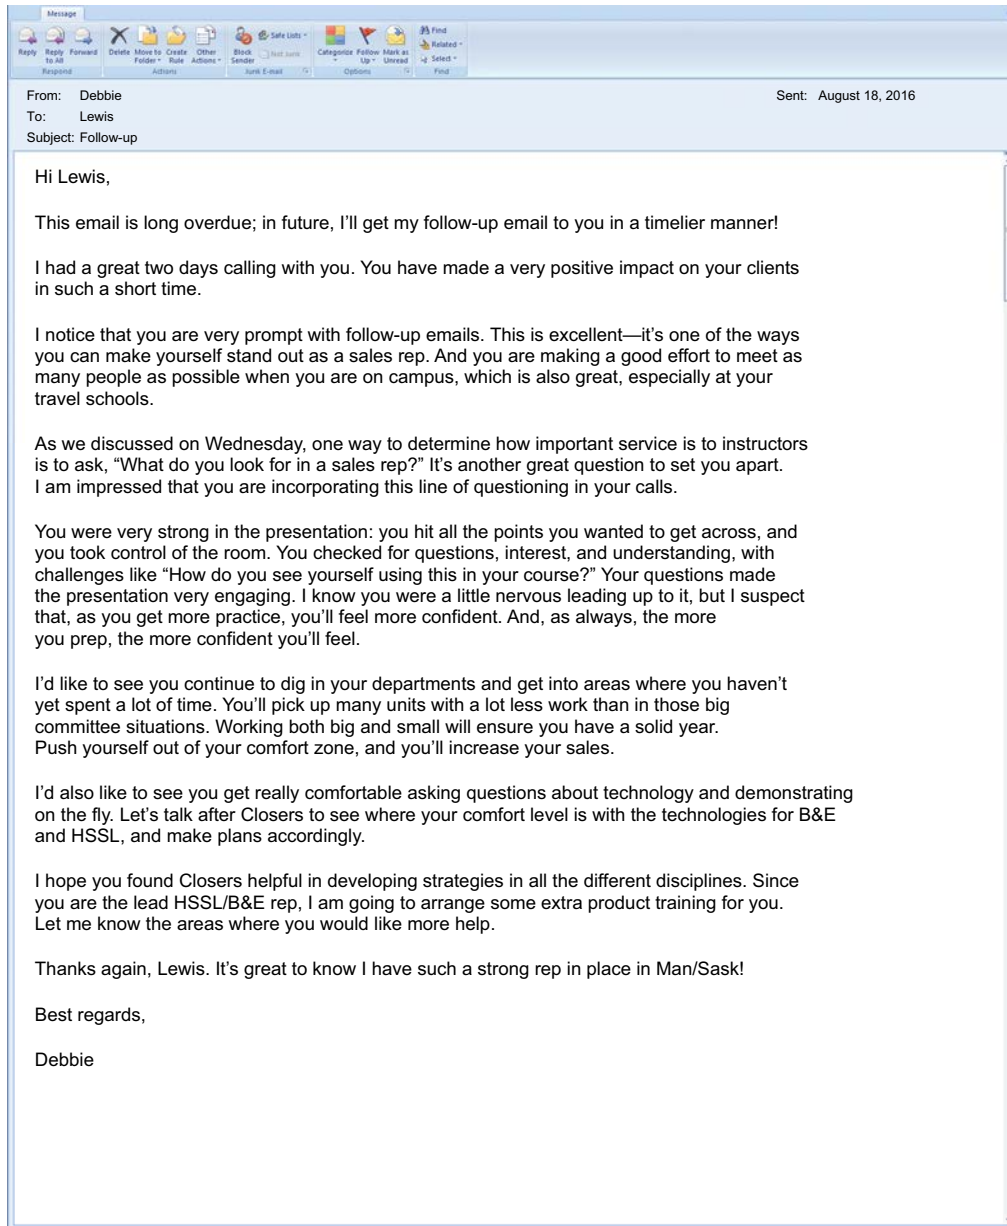 Message
Reply
Reply to All
Forward
Respond
Delete
Move to Folder
Create Rule
Other Actions
Actions
Block Sender
Safe Lists
Not Junk
Junk E-mail
Categorize
Follow Up
Mark as Unread
Options
Find
Related
Select
Find
From: Debbie
Sent: August 18, 2016
To: Lewis
Subject: Follow-up
Hi Lewis,
This email is long overdue; in future, I’ll get my follow-up email to you in a timelier manner!
I had a great two days calling with you. You have made a very positive impact on your clients
in such a short time.
I notice that you are very prompt with follow-up emails. This is excellent—it’s one of the ways
you can make yourself stand out as a sales rep. And you are making a good effort to meet as
many people as possible when you are on campus, which is also great, especially at your
travel schools.
As we discussed on Wednesday, one way to determine how important service is to instructors
is to ask, “What do you look for in a sales rep?” It’s another great question to set you apart.
I am impressed that you are incorporating this line of questioning in your calls.
You were very strong in the presentation: you hit all the points you wanted to get across, and
you took control of the room. You checked for questions, interest, and understanding, with
challenges like “How do you see yourself using this in your course?” Your questions made
the presentation very engaging. I know you were a little nervous leading up to it, but I suspect
that, as you get more practice, you’ll feel more confident. And, as always, the more
you prep, the more confident you’ll feel.
I’d like to see you continue to dig in your departments and get into areas where you haven’t
yet spent a lot of time. You’ll pick up many units with a lot less work than in those big
committee situations. Working both big and small will ensure you have a solid year.
Push yourself out of your comfort zone, and you’ll increase your sales.
I’d also like to see you get really comfortable asking questions about technology and demonstrating
on the fly. Let’s talk after Closers to see where your comfort level is with the technologies for B&E
and HSSL, and make plans accordingly.
I hope you found Closers helpful in developing strategies in all the different disciplines. Since
you are the lead HSSL/B&E rep, I am going to arrange some extra product training for you.
Let me know the areas where you would like more help.
Thanks again, Lewis. It’s great to know I have such a strong rep in place in Man/Sask!
Best regards,
Debbie